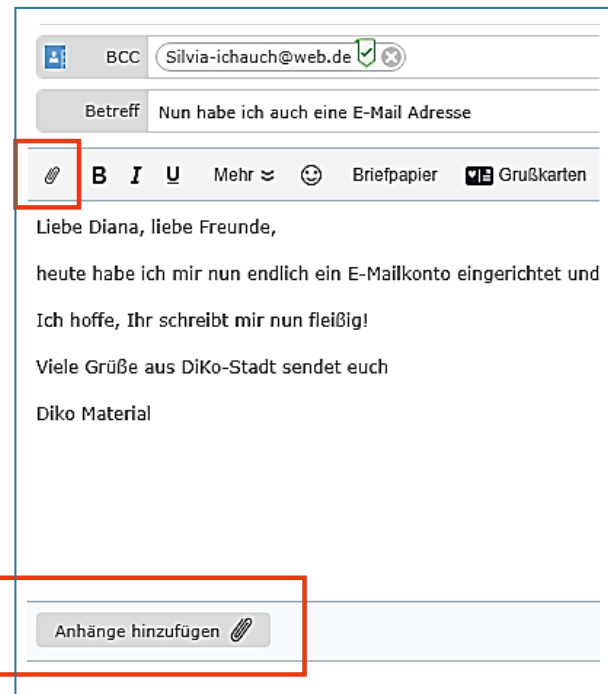 BCC Silvia-ichauch@web.de
Betreff Nun habe ich auch eine E-Mail Adresse
B I U Mehr Briefpapier Grußkarten
Liebe Diana, liebe Freunde,
heute habe ich mir nun endlich ein E-Mailkonto eingerichtet und
Ich hoffe, Ihr schreibt mir nun fleißig!
Viele Grüße aus DiKo-Stadt sendet euch
Diko Material
Anhänge hinzufügen